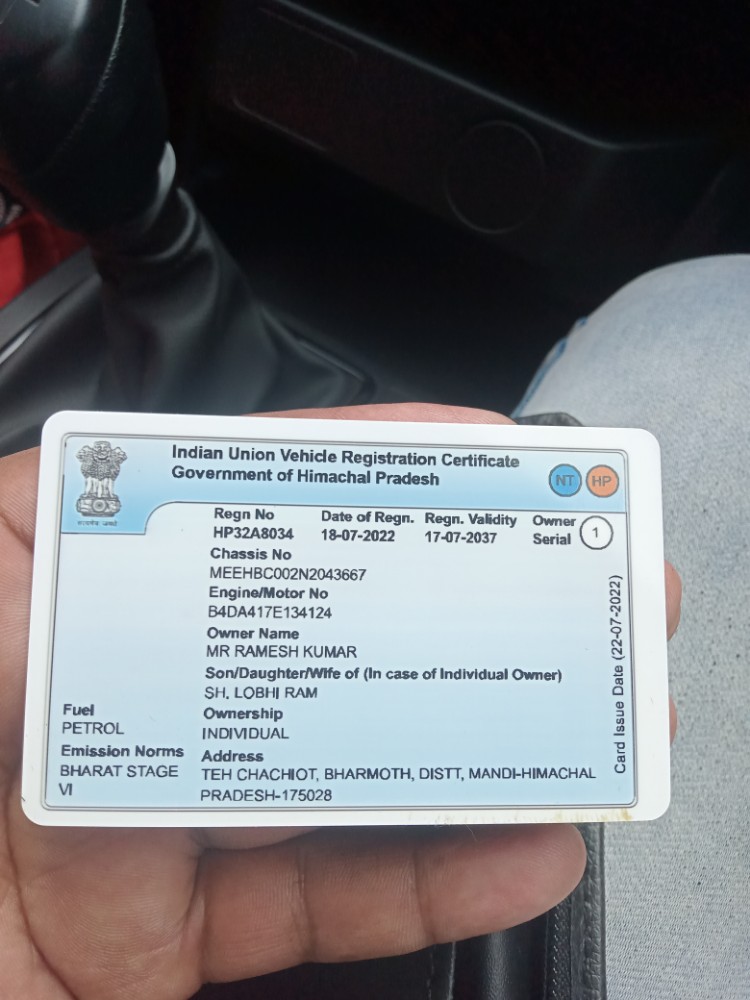 Indian Union Vehicle Registration Certificate
Government of Himachal Pradesh
NT HP
Regn No Date of Regn. Regn. Validity Owner Serial 1
HP32A8034 18-07-2022 17-07-2037
Chassis No
MEEHBC002N2043667
Engine/Motor No
B4DA417E134124
Owner Name
MR RAMESH KUMAR
Son/Daughter/Wife of (In case of Individual Owner)
SH. LOBHI RAM
Fuel
PETROL
Ownership
INDIVIDUAL
Emission Norms
BHARAT STAGE
VI
Address
TEH CHACHIOT, BHARMOTH, DISTT, MANDI-HIMACHAL
PRADESH-175028
Card Issue Date (22-07-2022)